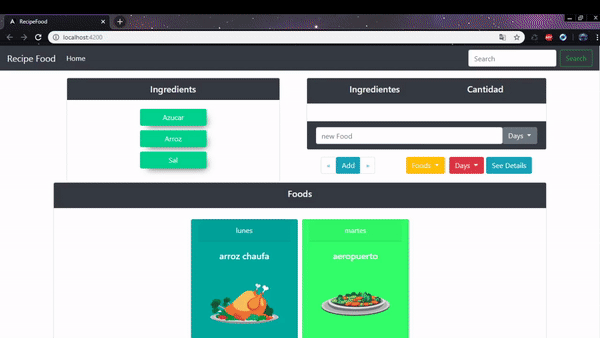 RecipeFood
localhost:4200
Recipe Food Home Search Search
Ingredients
Azucar
Arroz
Sal
Ingredientes Cantidad
new Food Days
« Add » Foods Days See Details
Foods
lunes
arroz chaufa
martes
aeropuerto